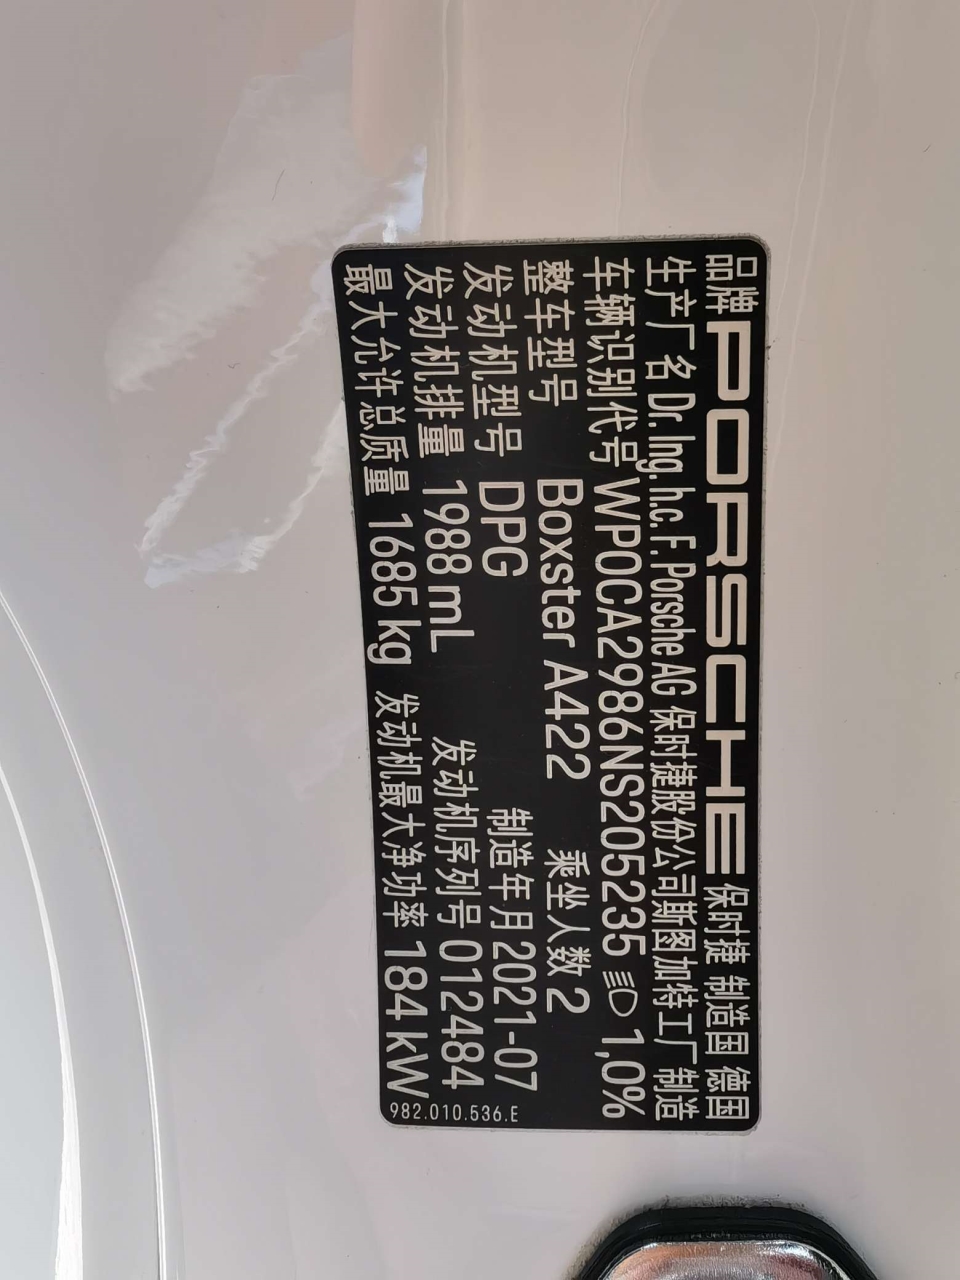 品牌 PORSCHE 保时捷 制造国 德国
生产厂名 Dr. Ing. h.c. F. Porsche AG 保时捷股份公司斯图加特工厂制造
车辆识别代号 WP0CA2986NS205235 1,0%
整车型号 Boxster A422 乘坐人数 2
发动机型号 DPG 制造年月 2021-07
发动机排量 1988 mL 发动机序列号 012484
最大允许总质量 1685 kg 发动机最大净功率 184 kW
982.010.536.E